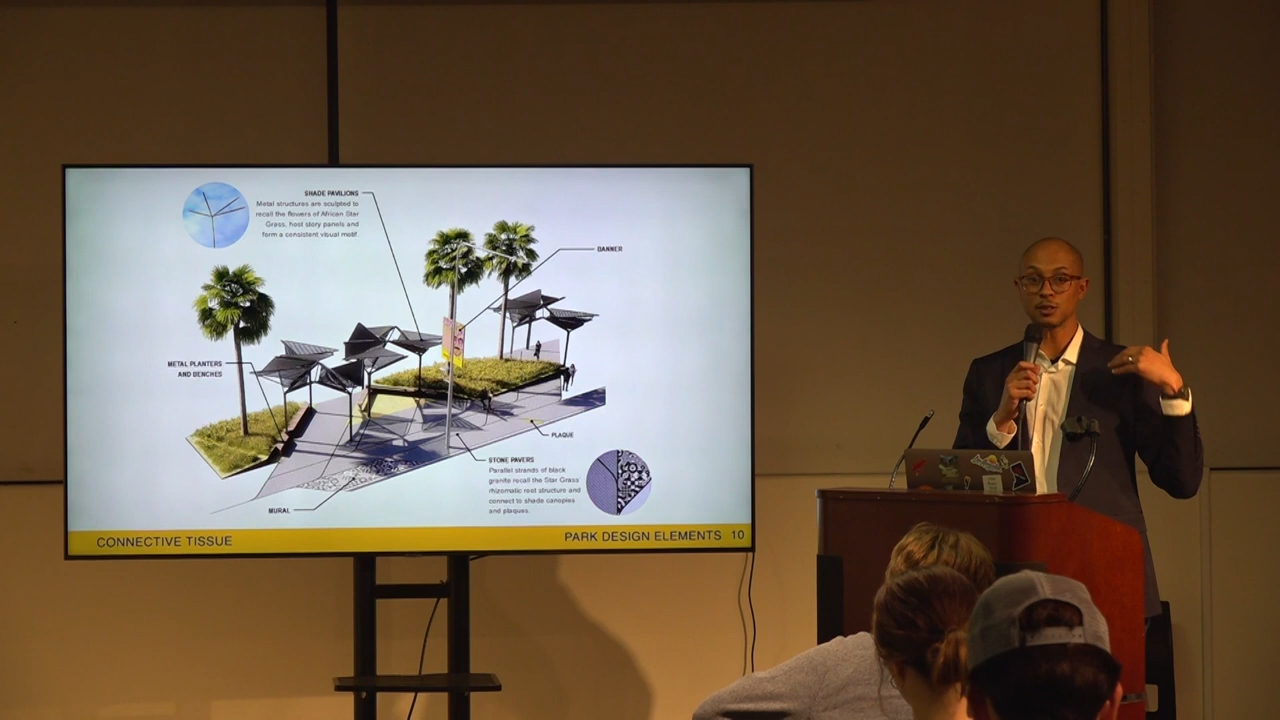 SHADE PAVILIONS
Metal structures are sculpted to
recall the flowers of African Star
Grass, host story panels and
form a consistent visual motif.
BANNER
METAL PLANTERS
AND BENCHES
PLAQUE
STONE PAVERS
Parallel strands of black
granite recall the Star Grass'
rhizomatic root structure and
connect to shade canopies
and plaques.
MURAL
CONNECTIVE TISSUE
PARK DESIGN ELEMENTS 10